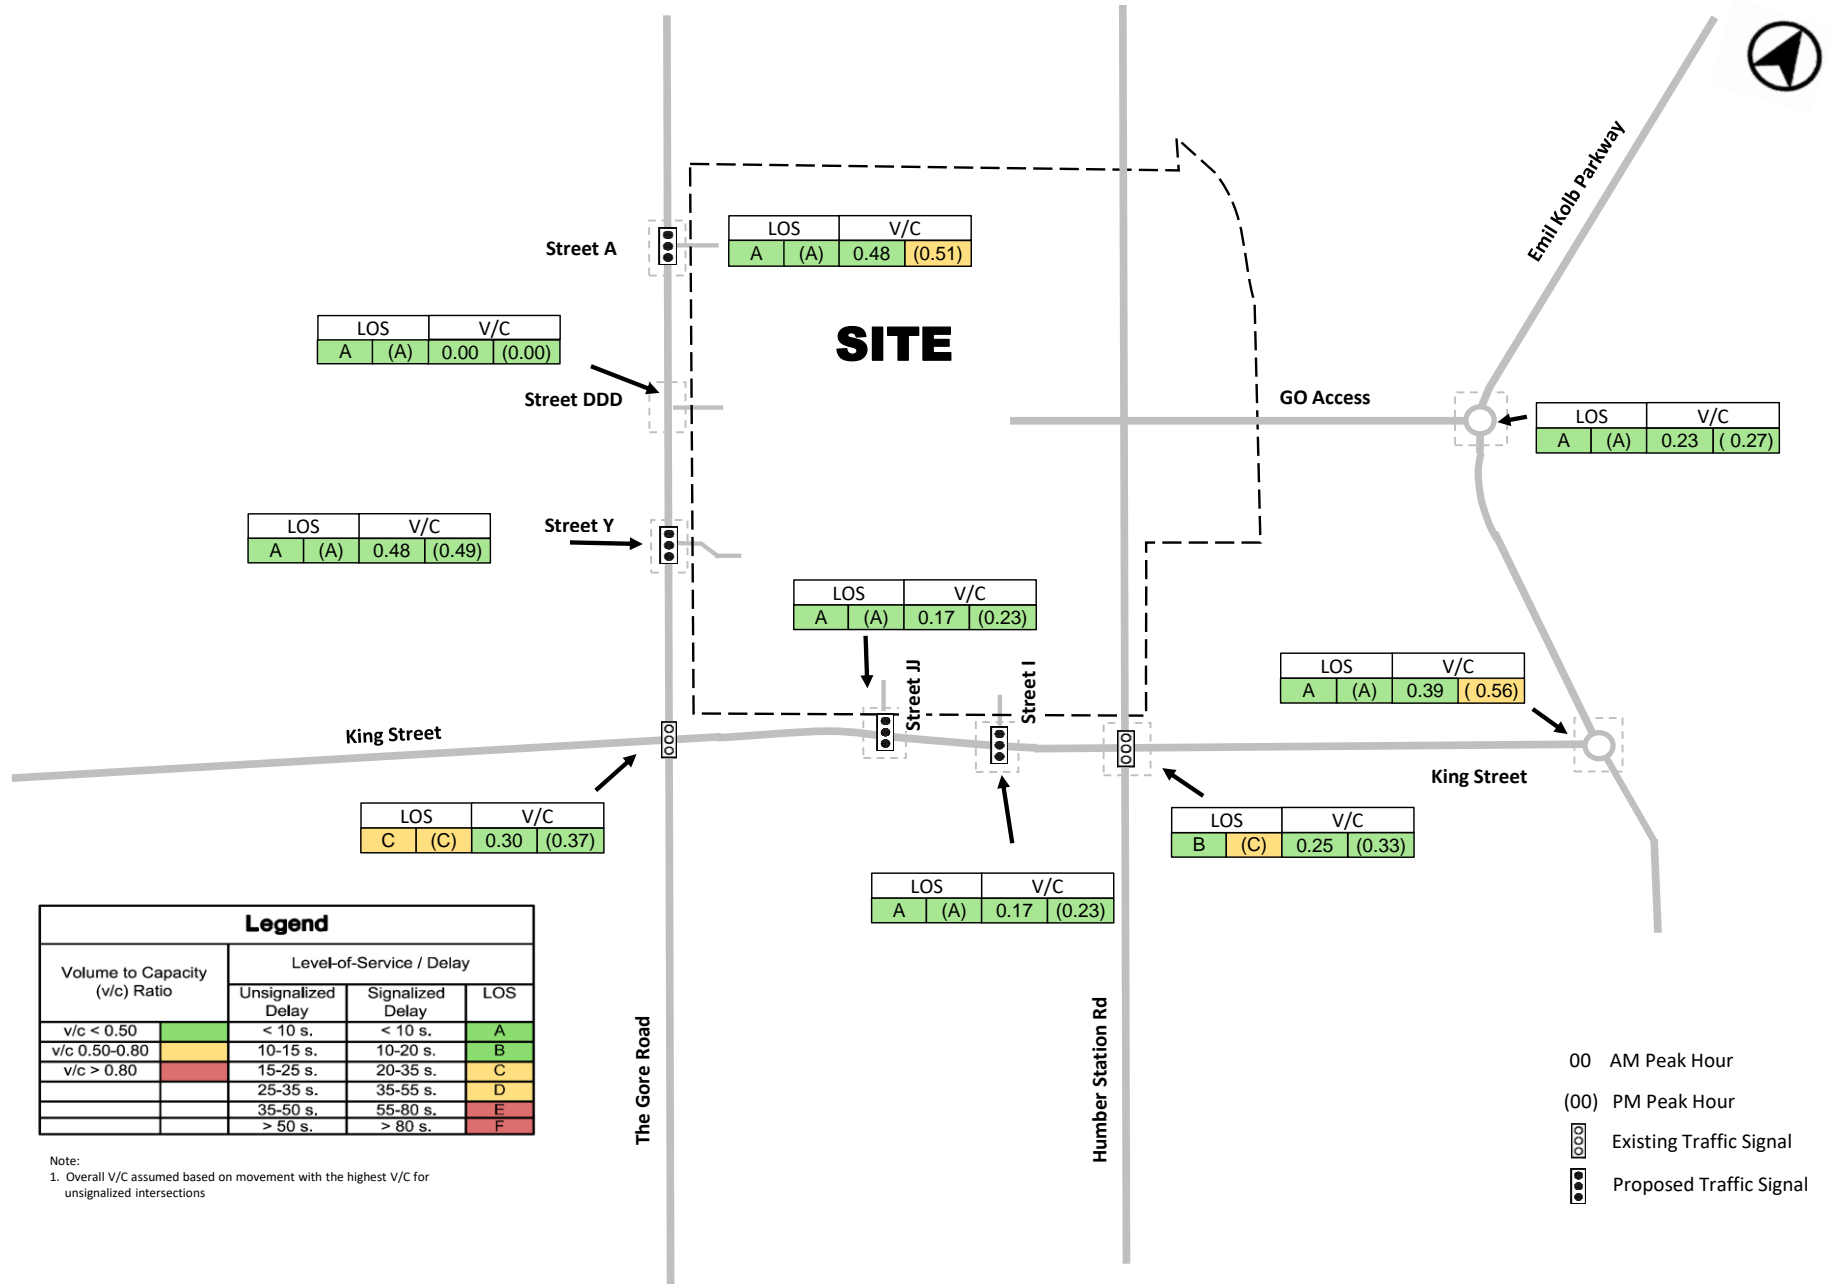 Emil Kolb Parkway
Street A
LOS V/C
A (A) 0.48 (0.51)
SITE
LOS V/C
A (A) 0.00 (0.00)
Street DDD
GO Access
LOS V/C
A (A) 0.23 ( 0.27)
LOS V/C
A (A) 0.48 (0.49)
Street Y
LOS V/C
A (A) 0.17 (0.23)
Street JJ
Street I
LOS V/C
A (A) 0.39 ( 0.56)
King Street
King Street
LOS V/C
C (C) 0.30 (0.37)
LOS V/C
B (C) 0.25 (0.33)
LOS V/C
A (A) 0.17 (0.23)
The Gore Road
Humber Station Rd
Legend
Volume to Capacity
(v/c) Ratio
Level-of-Service / Delay
Unsignalized
Delay
Signalized
Delay
LOS
v/c < 0.50 < 10 s. < 10 s. A
v/c 0.50-0.80 10-15 s. 10-20 s. B
v/c > 0.80 15-25 s. 20-35 s. C
25-35 s. 35-55 s. D
35-50 s. 55-80 s. E
> 50 s. > 80 s. F
Note:
1. Overall V/C assumed based on movement with the highest V/C for
unsignalized intersections
00 AM Peak Hour
(00) PM Peak Hour
Existing Traffic Signal
Proposed Traffic Signal